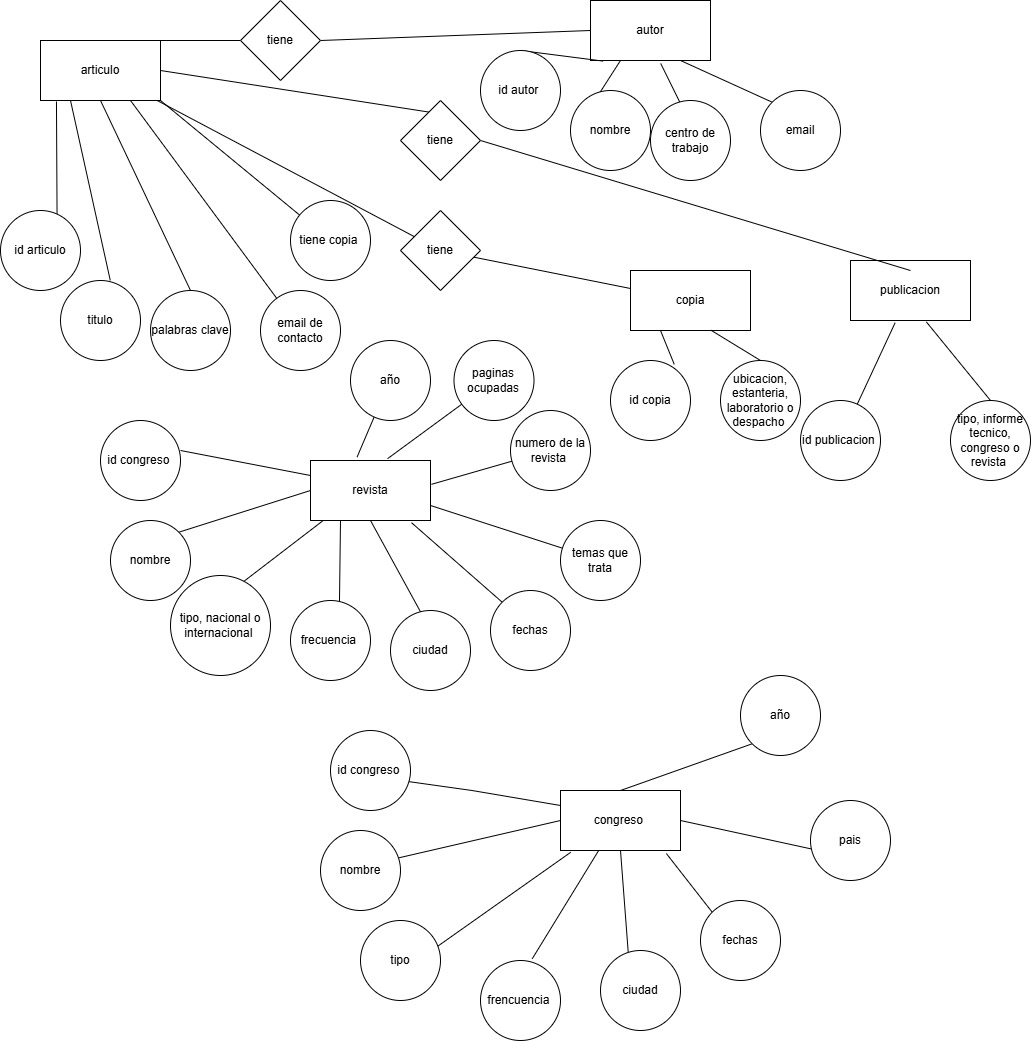 tiene
autor
articulo
id autor
nombre
centro de
trabajo
email
tiene
id articulo
tiene copia
tiene
titulo
palabras clave
email de
contacto
copia
publicacion
id copia
ubicacion,
estanteria,
laboratorio o
despacho
id publicacion
tipo, informe
tecnico,
congreso o
revista
año
paginas
ocupadas
id congreso
numero de la
revista
revista
nombre
temas que
trata
tipo, nacional o
internacional
frecuencia
ciudad
fechas
año
id congreso
congreso
pais
nombre
tipo
frencuencia
ciudad
fechas